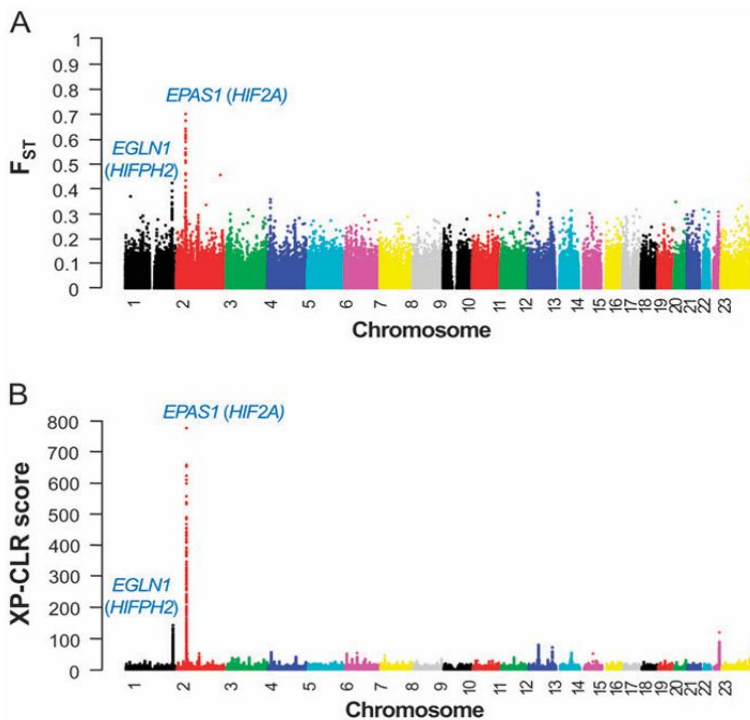 A
1
0.9
EPAS1 (HIF2A)
0.8
0.7
0.6
EGLN1
(HIFPH2)
0.5
0.4
0.3
0.2
0.1
0
FST
1 2 3 4 5 6 7 8 9 10 11 12 13 14 15 16 17 18 19 20 21 22 23
Chromosome
B
EPAS1 (HIF2A)
800
700
600
500
400
EGLN1
(HIFPH2)
300
200
100
0
XP-CLR score
1 2 3 4 5 6 7 8 9 10 11 12 13 14 15 16 17 18 19 20 21 22 23
Chromosome